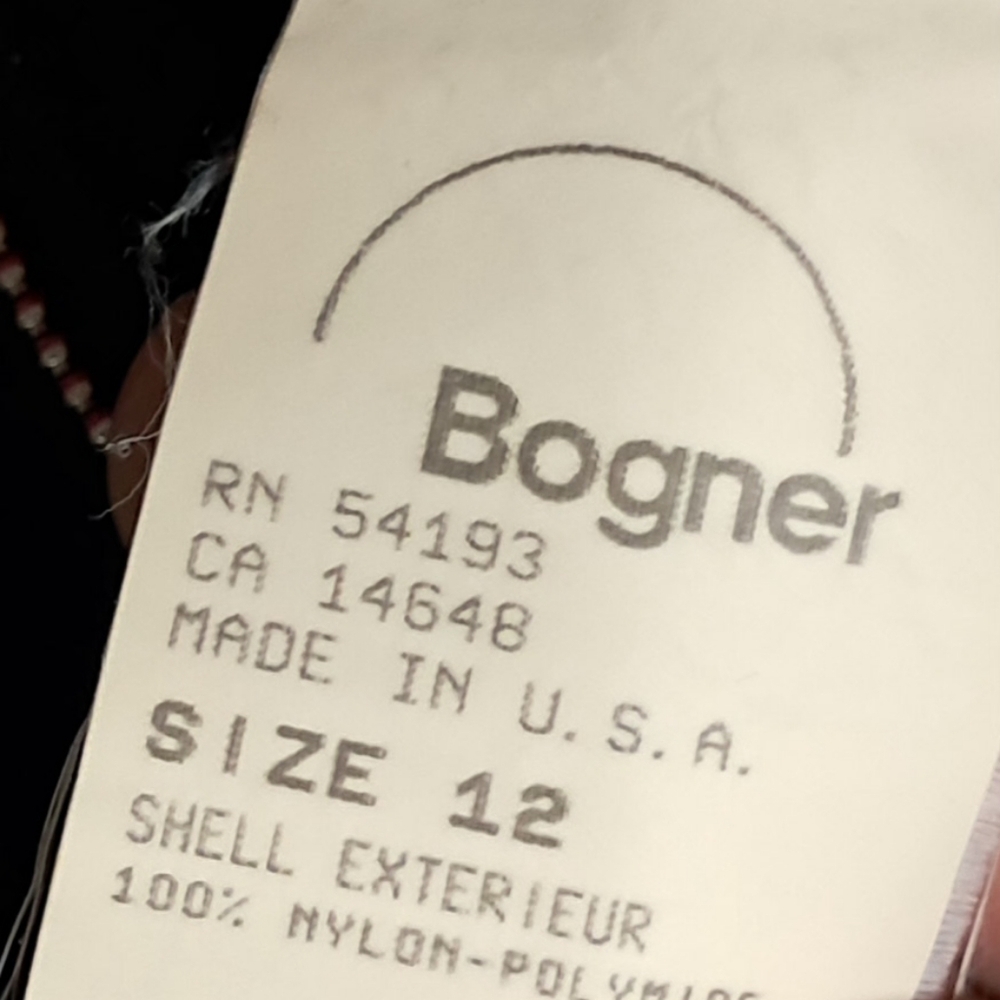 Bogner
RN 54193
CA 14648
MADE IN U.S.A.
SIZE 12
SHELL EXTERIEUR
100% NYLON-